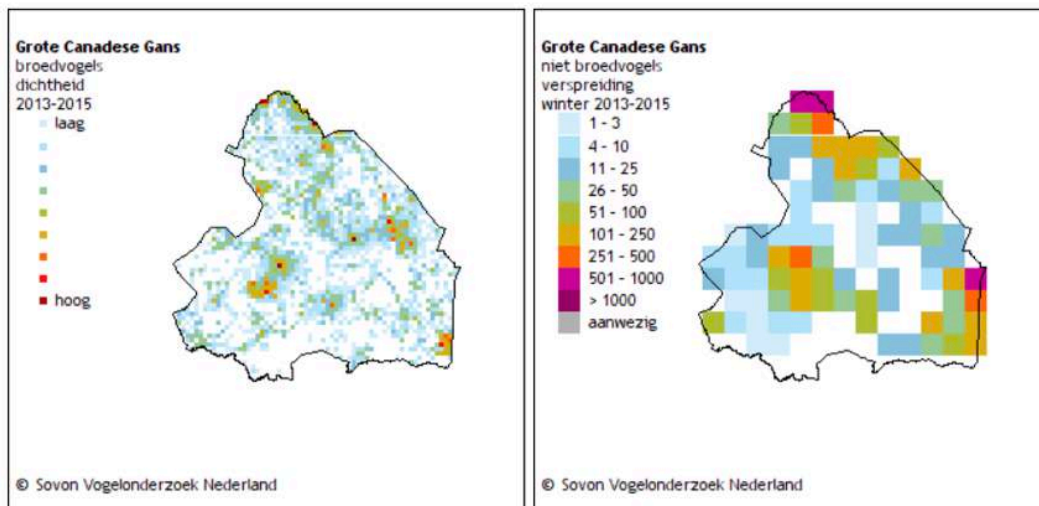 Grote Canadese Gans
broedvogels
dichtheid
2013-2015
laag
hoog
© Sovon Vogelonderzoek Nederland
Grote Canadese Gans
niet broedvogels
verspreiding
winter 2013-2015
1 - 3
4 - 10
11 - 25
26 - 50
51 - 100
101 - 250
251 - 500
501 - 1000
> 1000
aanwezig
© Sovon Vogelonderzoek Nederland